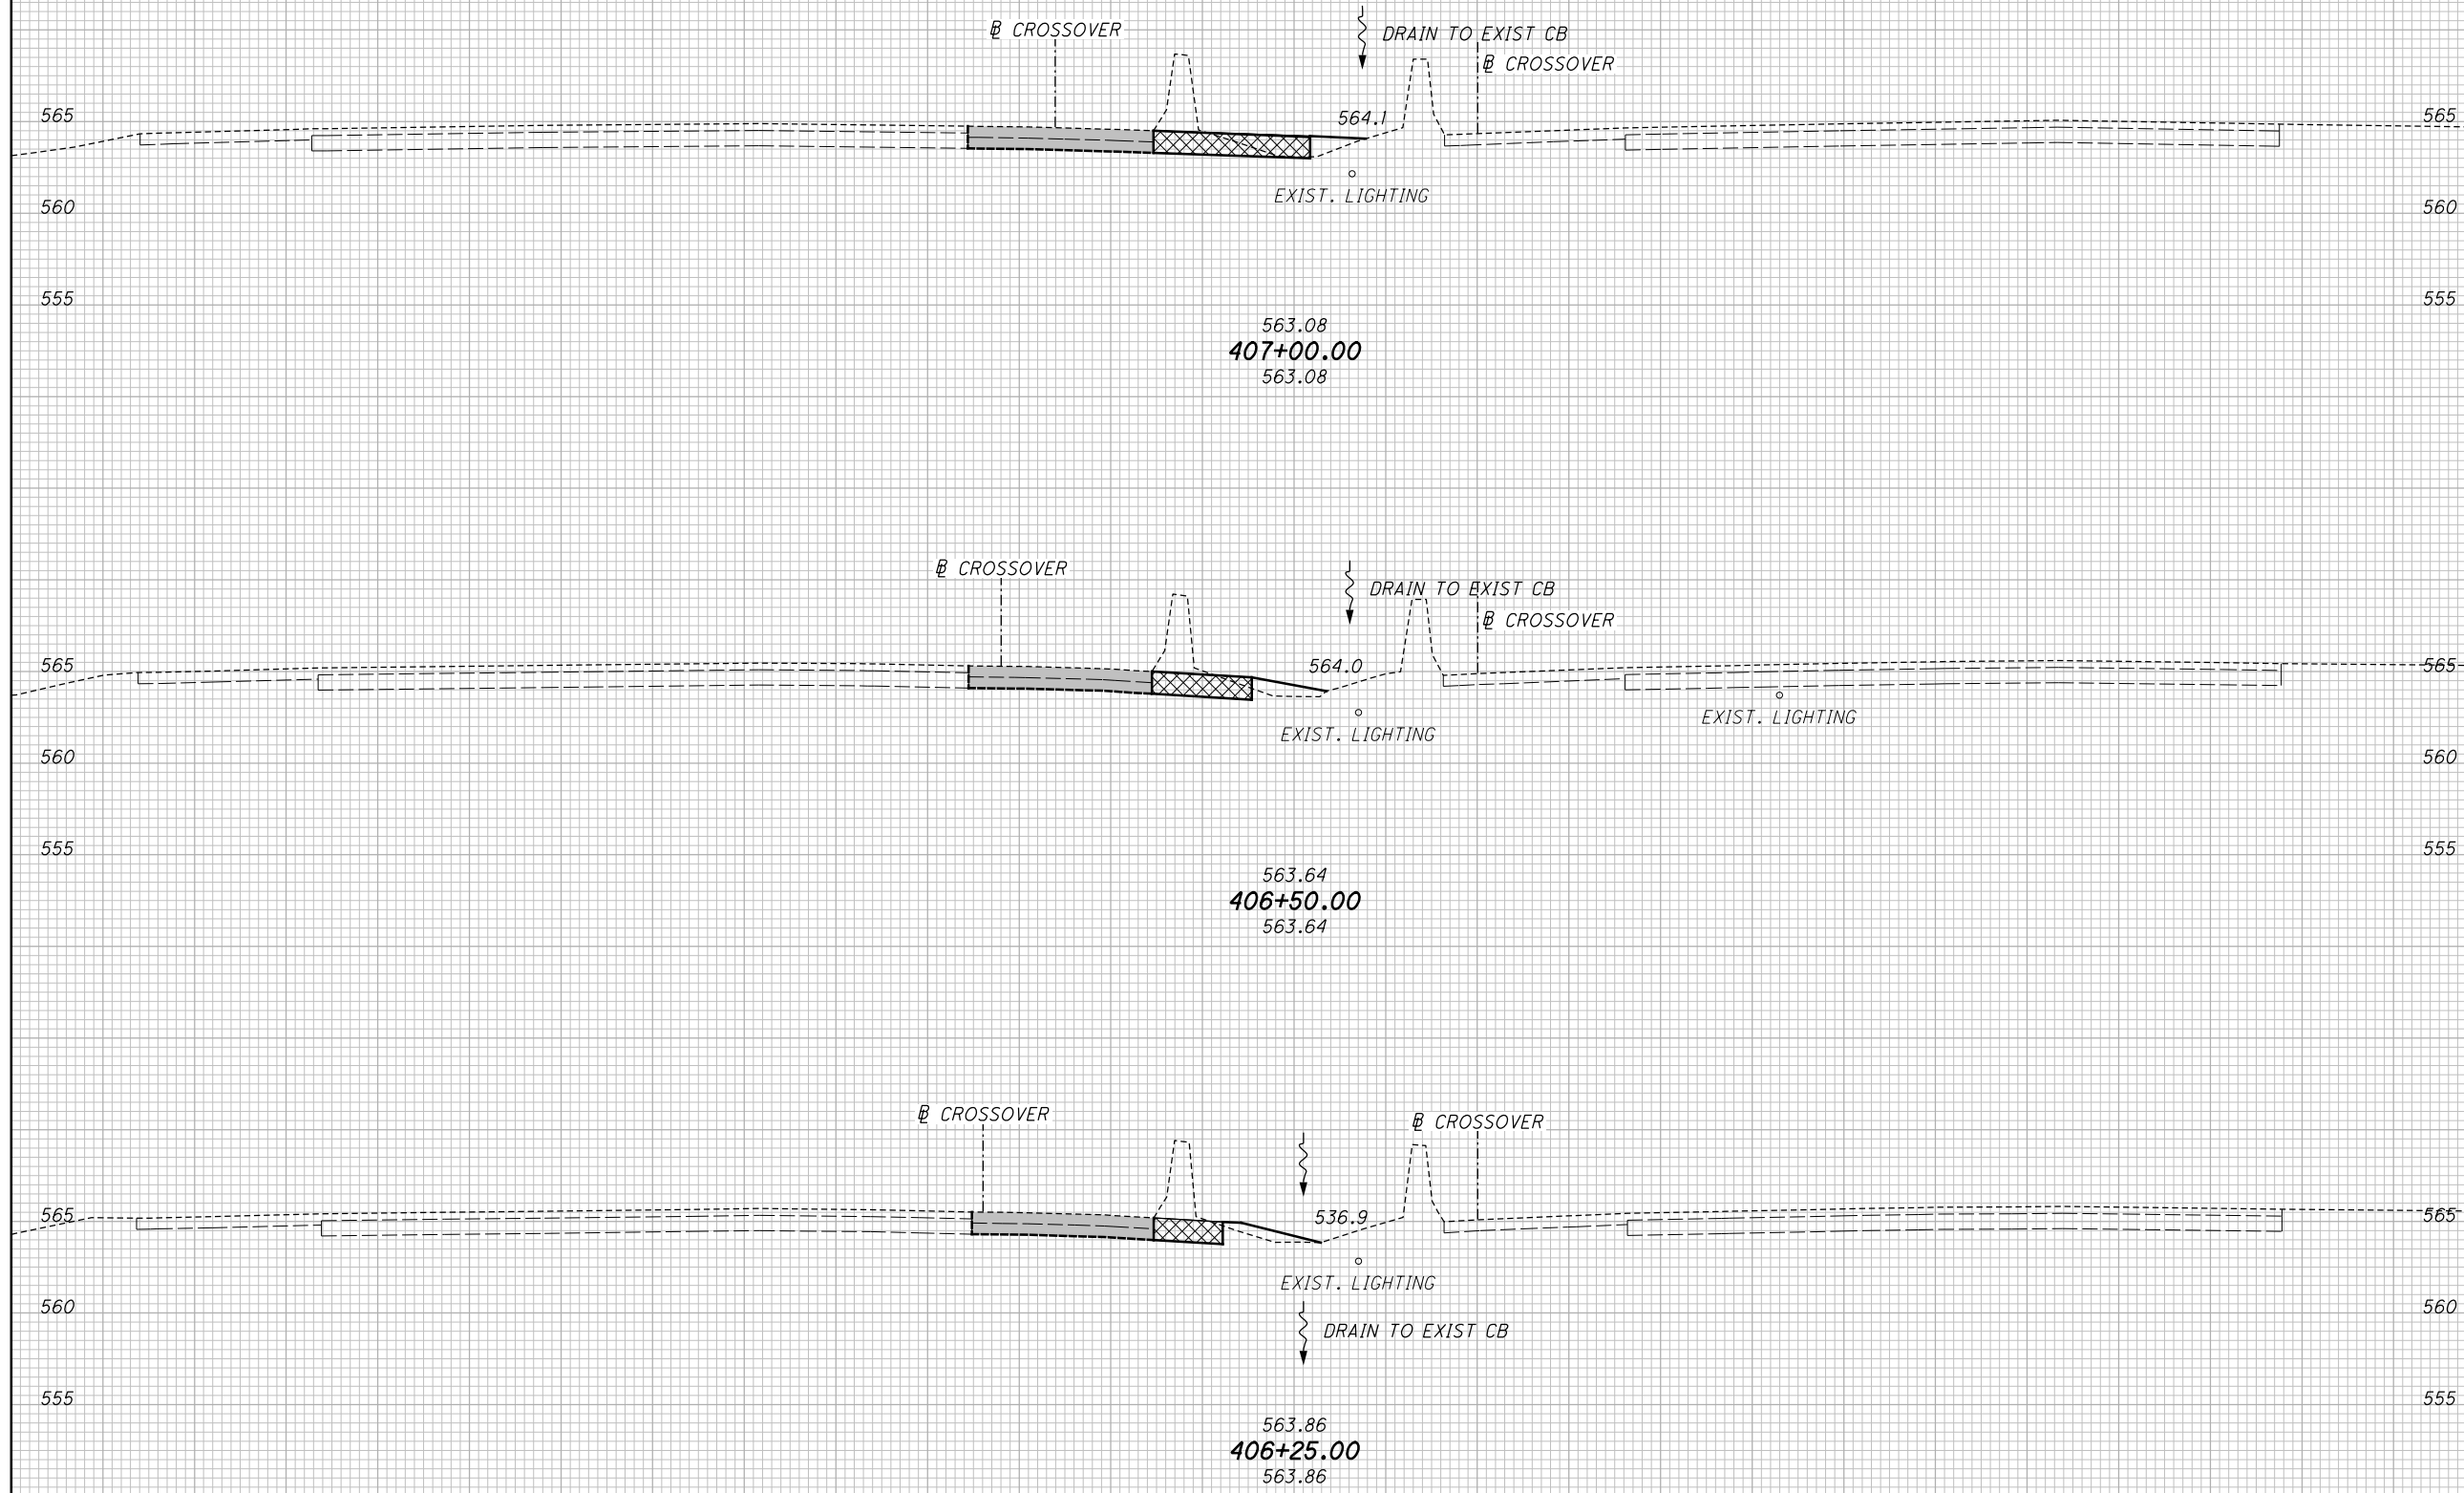 ℄ CROSSOVER
DRAIN TO EXIST CB
℄ CROSSOVER
565 564.1 565
EXIST. LIGHTING
560 560
555 555
563.08
407+00.00
563.08
℄ CROSSOVER
DRAIN TO EXIST CB
℄ CROSSOVER
565 564.0 565
EXIST. LIGHTING
EXIST. LIGHTING
560 560
555 555
563.64
406+50.00
563.64
℄ CROSSOVER
℄ CROSSOVER
565 536.9 565
EXIST. LIGHTING
560 560
DRAIN TO EXIST CB
555 555
563.86
406+25.00
563.86